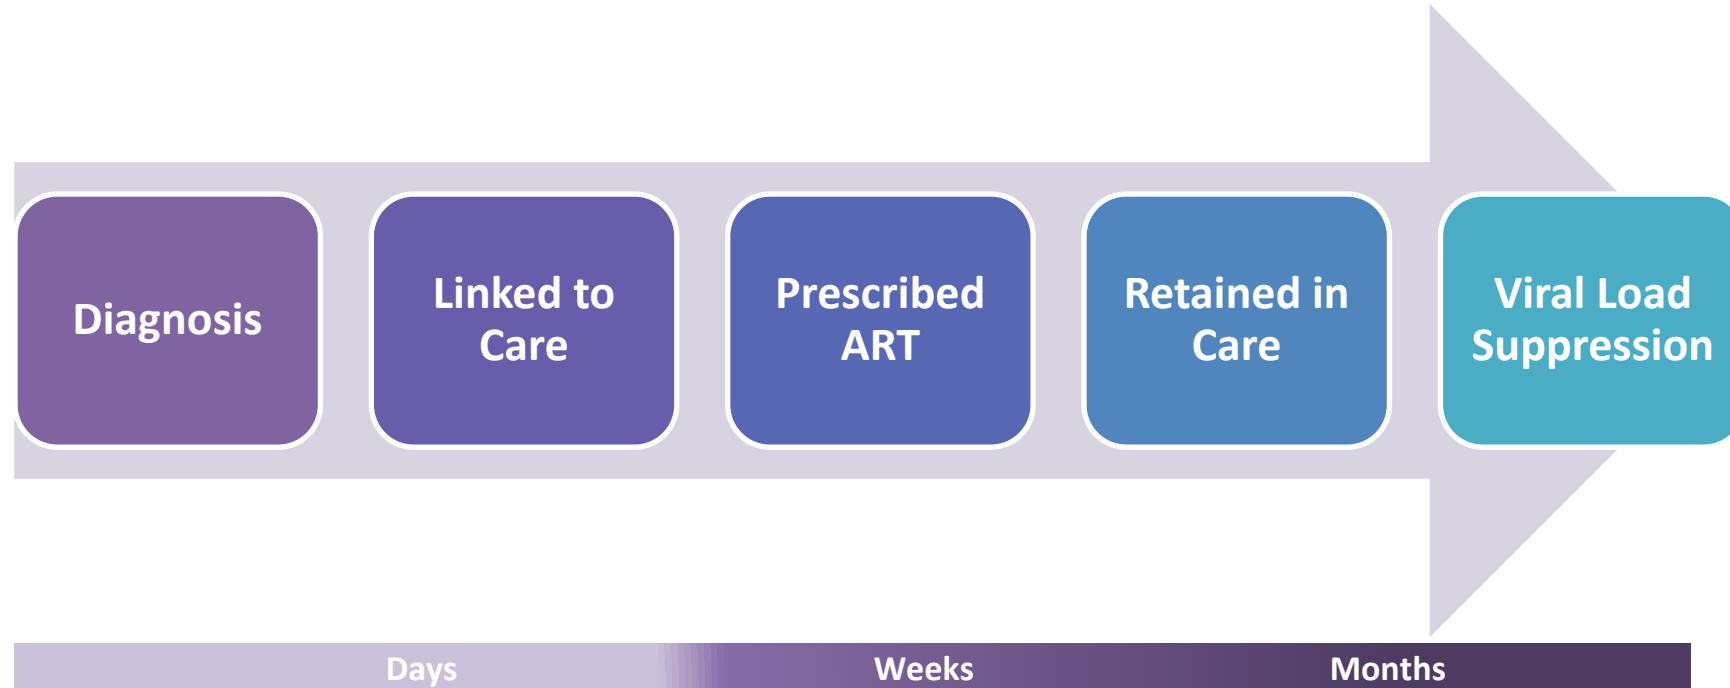 Diagnosis
Linked to
Care
Prescribed
ART
Retained in
Care
Viral Load
Suppression
Days
Weeks
Months